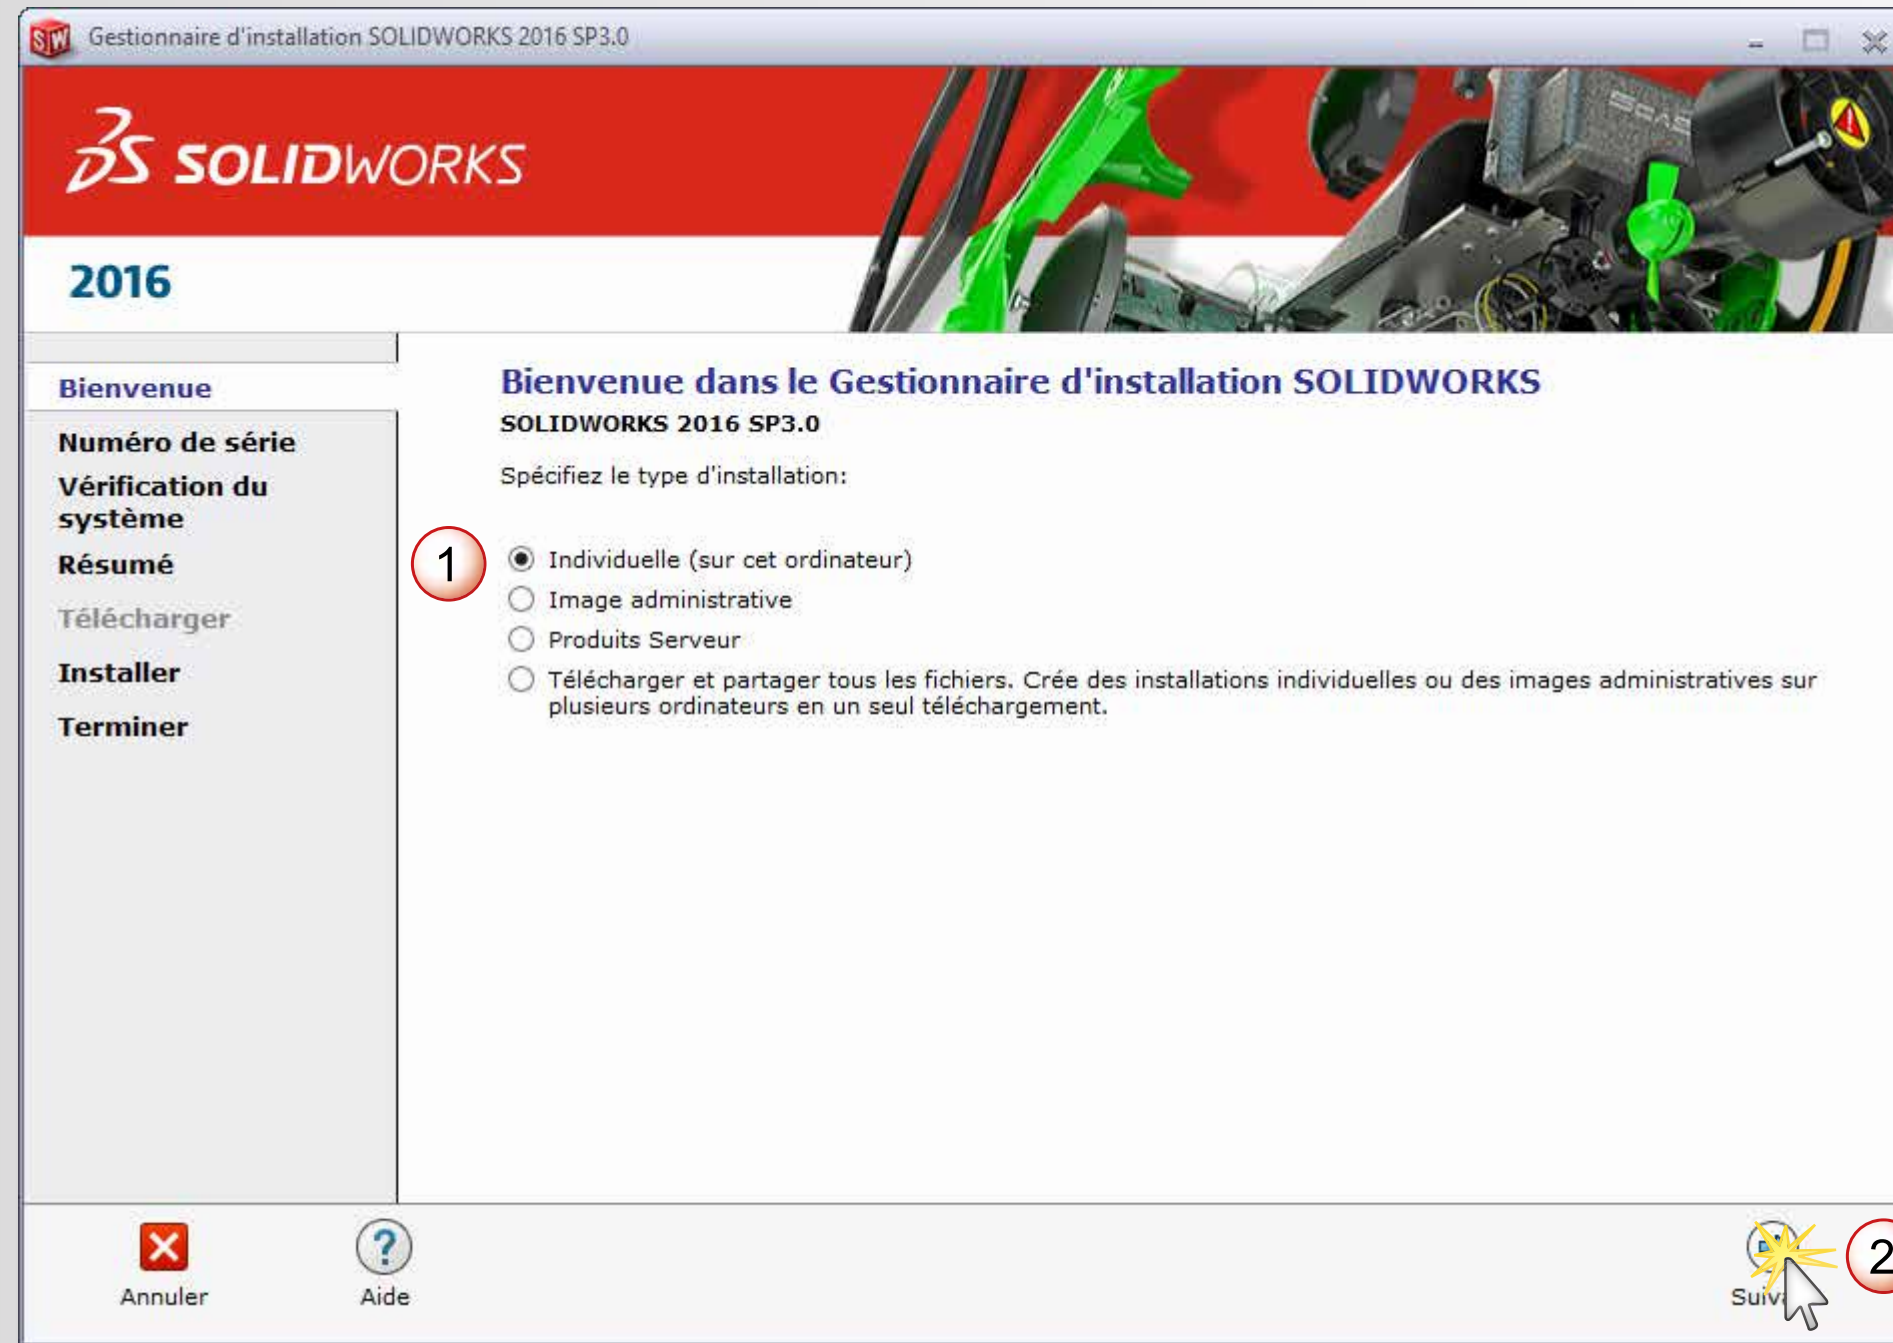 SW Gestionnaire d'installation SOLIDWORKS 2016 SP3.0
3S SOLIDWORKS
2016
Bienvenue
Numéro de série
Vérification du
système
Résumé
Télécharger
Installer
Terminer
Bienvenue dans le Gestionnaire d'installation SOLIDWORKS
SOLIDWORKS 2016 SP3.0
Spécifiez le type d'installation:
1 Individuelle (sur cet ordinateur)
Image administrative
Produits Serveur
Télécharger et partager tous les fichiers. Crée des installations individuelles ou des images administratives sur
plusieurs ordinateurs en un seul téléchargement.
Annuler
Aide
2